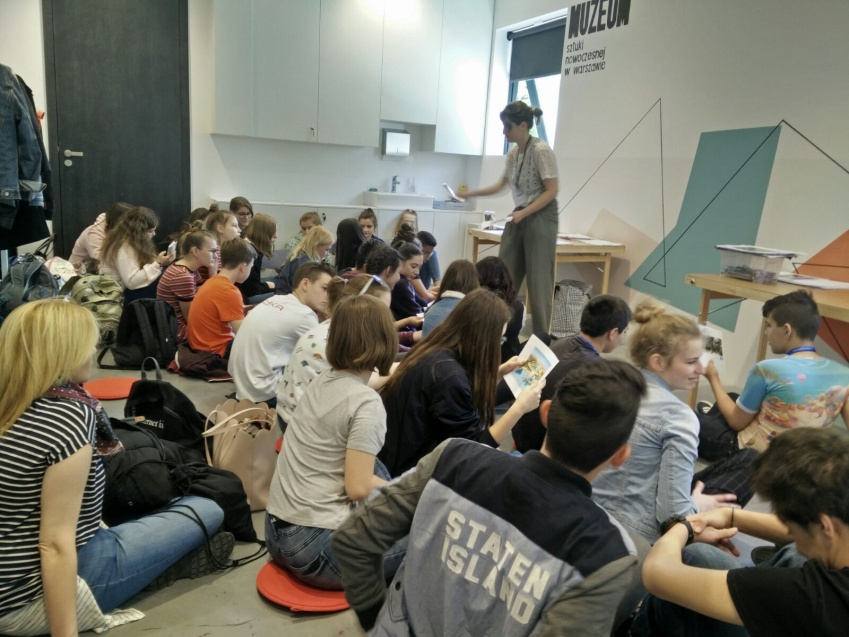 MUZEUM
sztuki
nowoczesnej
w warszawie
STATEN
ISLAND